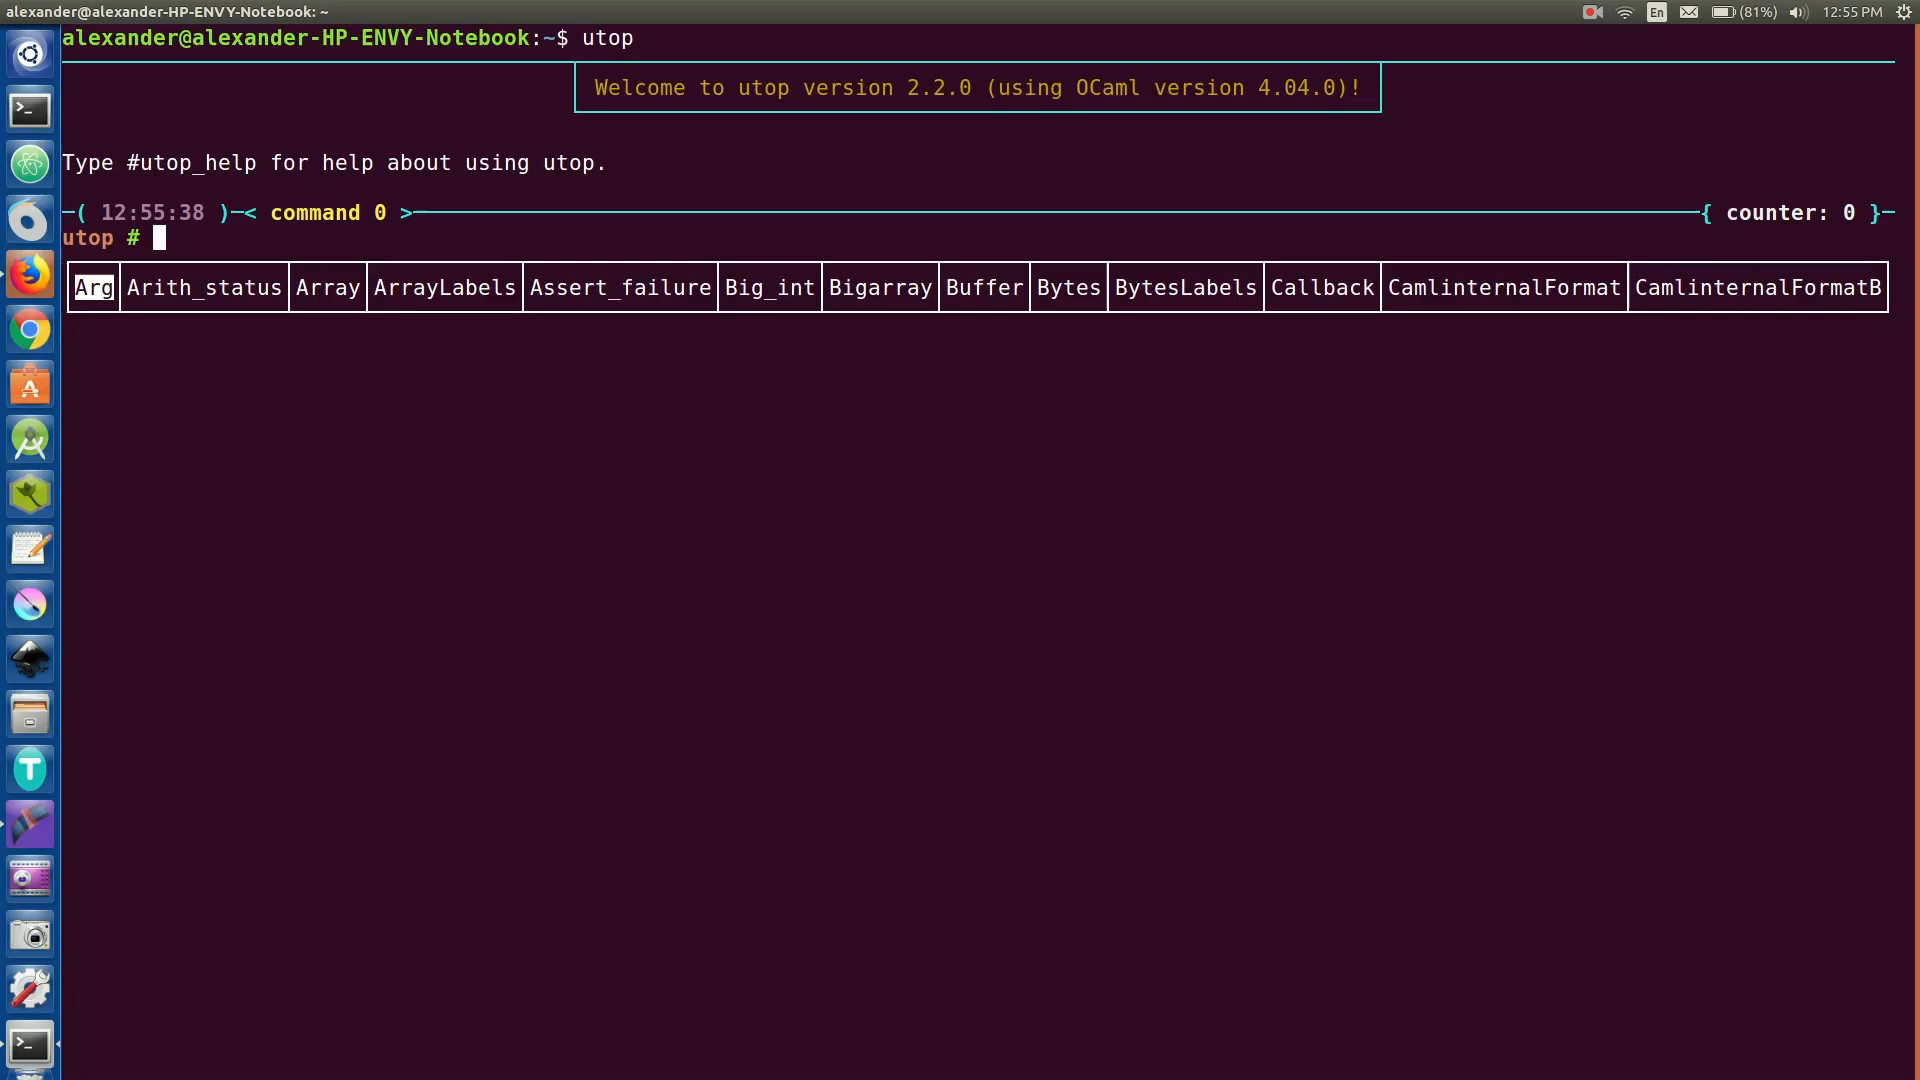 alexander@alexander-HP-ENVY-Notebook: ~
En (81%) 12:55 PM
alexander@alexander-HP-ENVY-Notebook:~$ utop
Welcome to utop version 2.2.0 (using OCaml version 4.04.0)!
Type #utop_help for help about using utop.
─( 12:55:38 )─< command 0 >─{ counter: 0 }─
utop #
Arg Arith_status Array ArrayLabels Assert_failure Big_int Bigarray Buffer Bytes BytesLabels Callback CamlinternalFormat CamlinternalFormatB